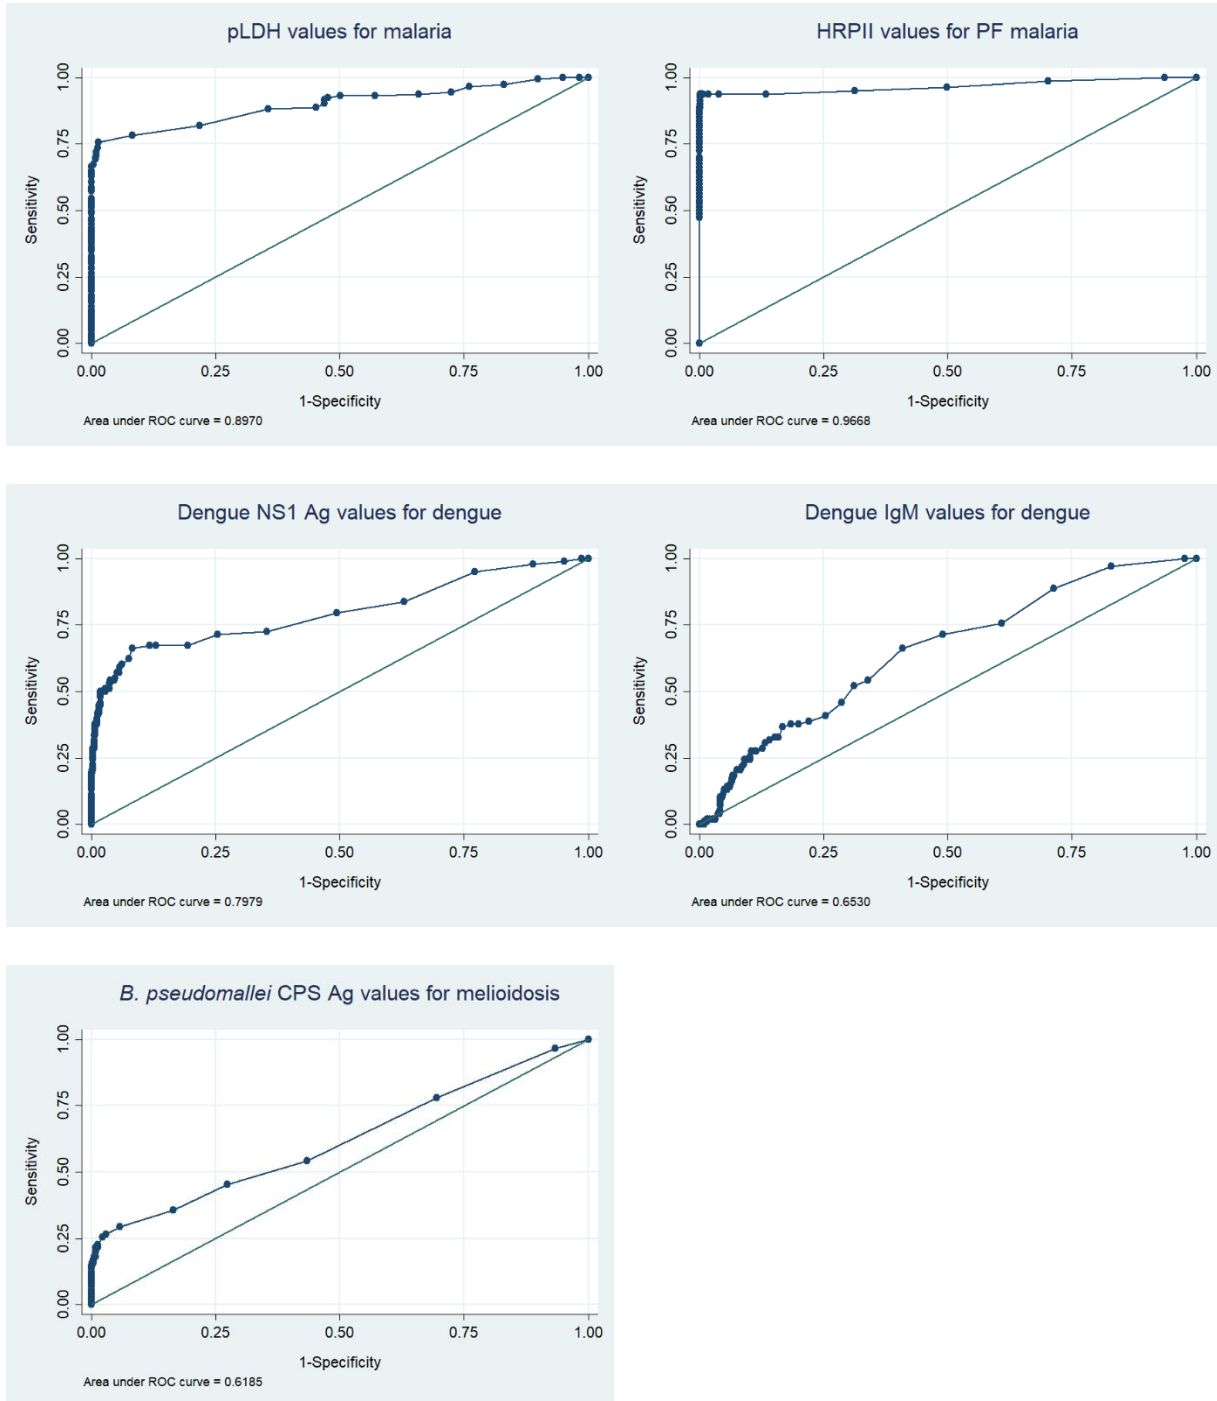 pLDH values for malaria
1.00
0.75
0.50
0.25
0.00
Sensitivity
0.00 0.25 0.50 0.75 1.00
1-Specificity
Area under ROC curve = 0.8970
HRPII values for PF malaria
1.00
0.75
0.50
0.25
0.00
Sensitivity
0.00 0.25 0.50 0.75 1.00
1-Specificity
Area under ROC curve = 0.9668
Dengue NS1 Ag values for dengue
1.00
0.75
0.50
0.25
0.00
Sensitivity
0.00 0.25 0.50 0.75 1.00
1-Specificity
Area under ROC curve = 0.7979
Dengue IgM values for dengue
1.00
0.75
0.50
0.25
0.00
Sensitivity
0.00 0.25 0.50 0.75 1.00
1-Specificity
Area under ROC curve = 0.6530
B. pseudomallei CPS Ag values for melioidosis
1.00
0.75
0.50
0.25
0.00
Sensitivity
0.00 0.25 0.50 0.75 1.00
1-Specificity
Area under ROC curve = 0.6185